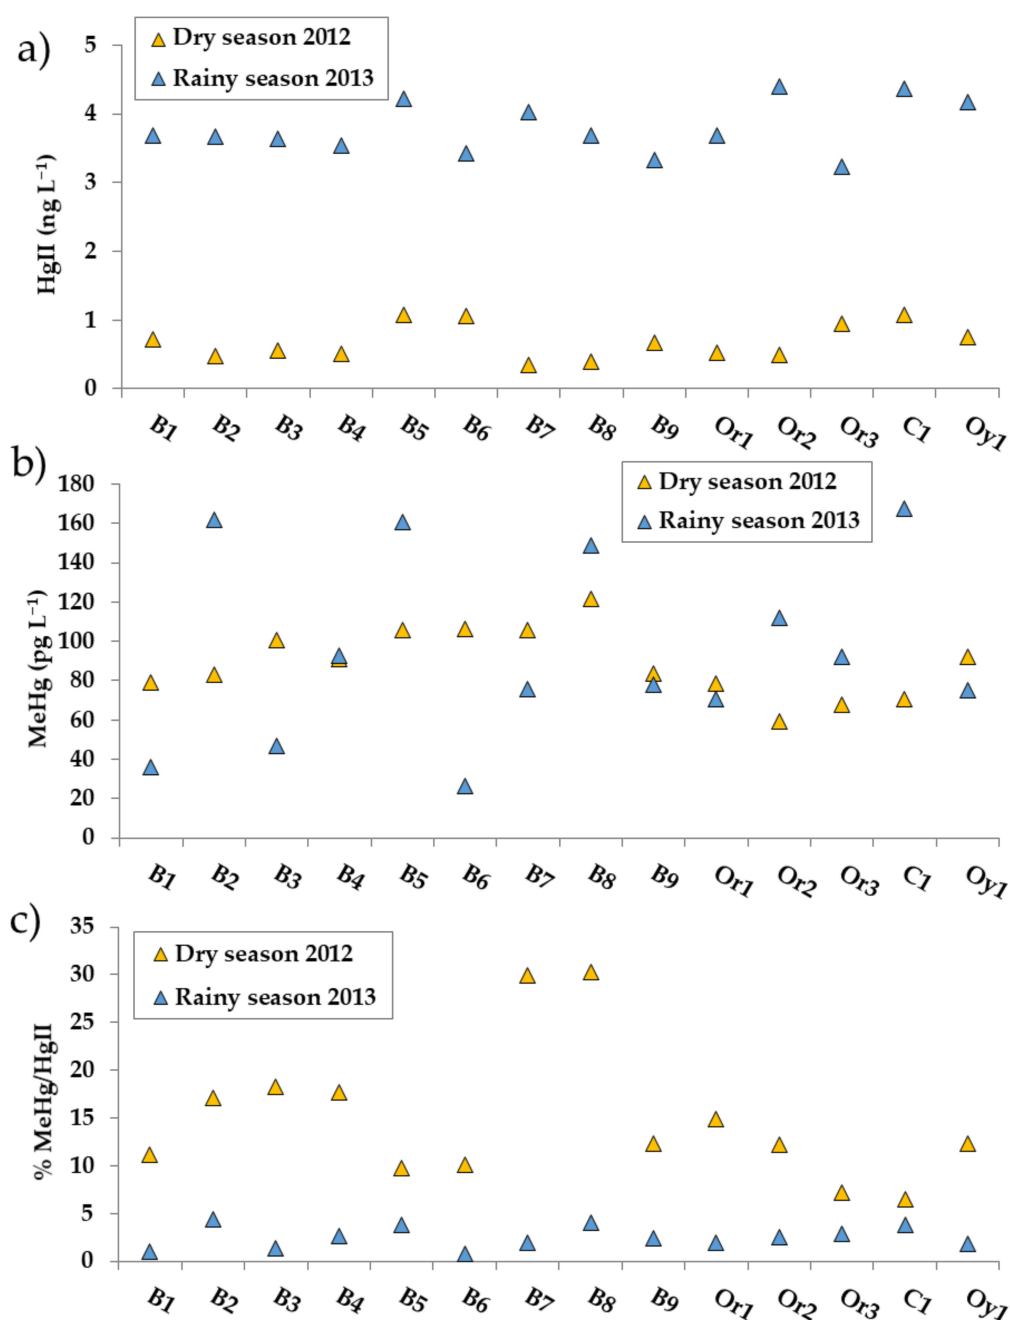 a)
Dry season 2012
Rainy season 2013
HgII (ng L⁻¹)
5
4
3
2
1
0
B1 B2 B3 B4 B5 B6 B7 B8 B9 Or1 Or2 Or3 C1 Oy1
b)
Dry season 2012
Rainy season 2013
MeHg (pg L⁻¹)
180
160
140
120
100
80
60
40
20
0
B1 B2 B3 B4 B5 B6 B7 B8 B9 Or1 Or2 Or3 C1 Oy1
c)
Dry season 2012
Rainy season 2013
% MeHg/HgII
35
30
25
20
15
10
5
0
B1 B2 B3 B4 B5 B6 B7 B8 B9 Or1 Or2 Or3 C1 Oy1